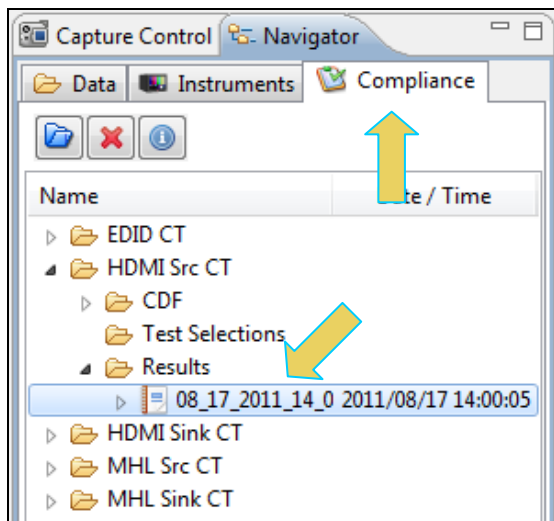 Capture Control Navigator
Data Instruments Compliance
Name Date / Time
EDID CT
HDMI Src CT
CDF
Test Selections
Results
08_17_2011_14_0 2011/08/17 14:00:05
HDMI Sink CT
MHL Src CT
MHL Sink CT